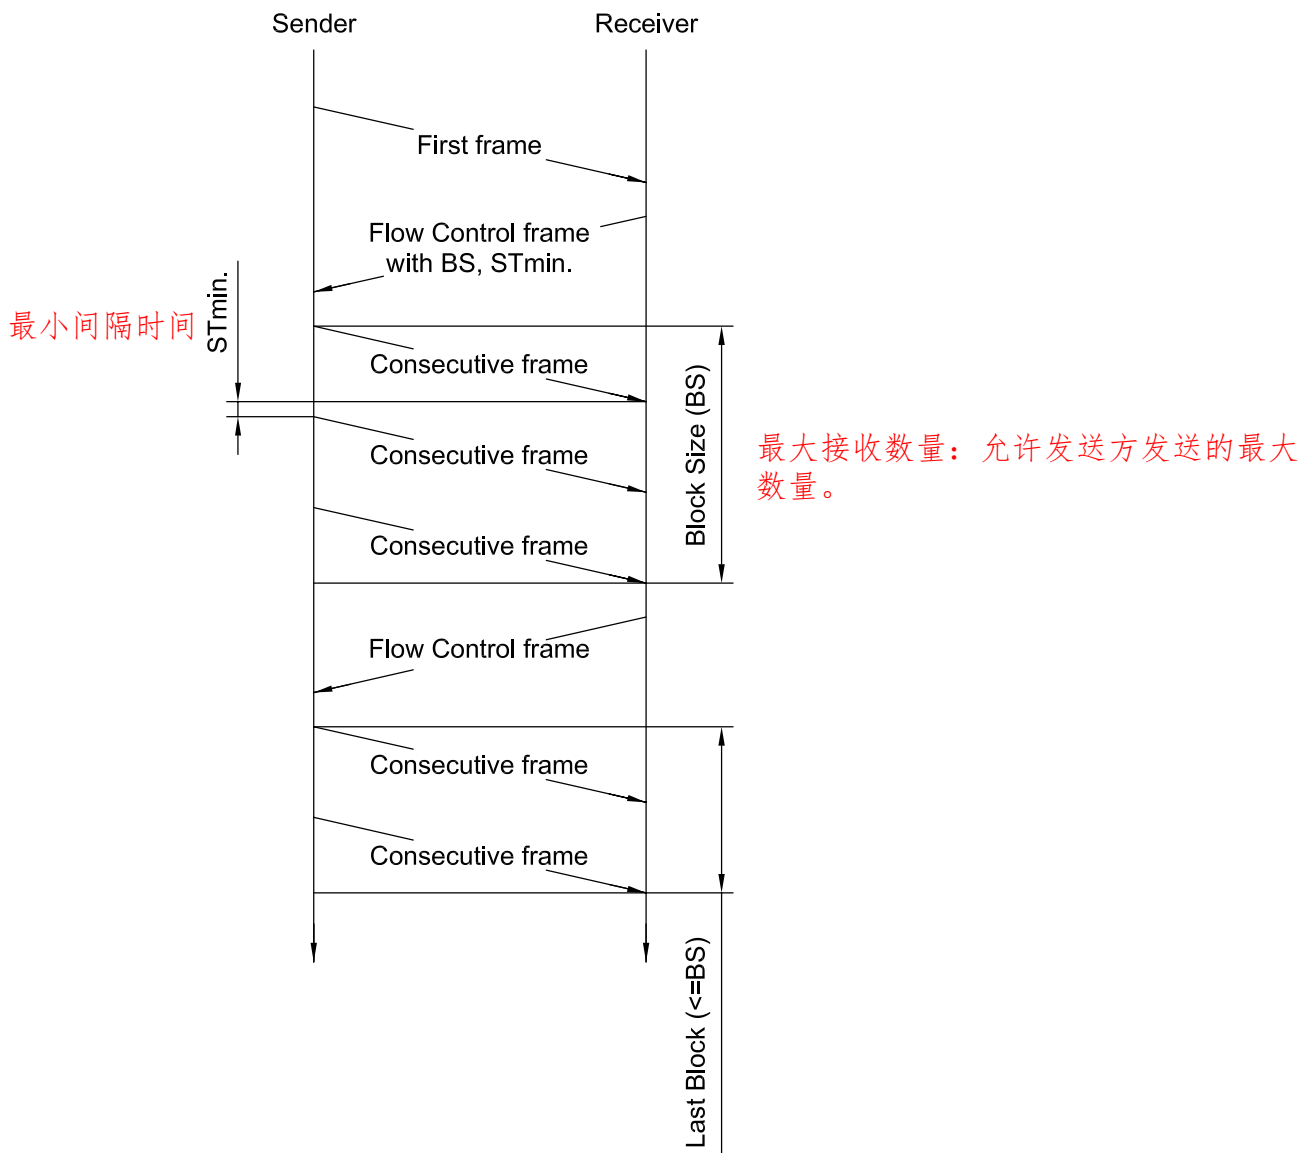 Sender
Receiver
First frame
Flow Control frame
with BS, STmin.
STmin.
最小间隔时间
Consecutive frame
Block Size (BS)
Consecutive frame
最大接收数量：允许发送方发送的最大
数量。
Consecutive frame
Flow Control frame
Consecutive frame
Consecutive frame
Last Block (<=BS)